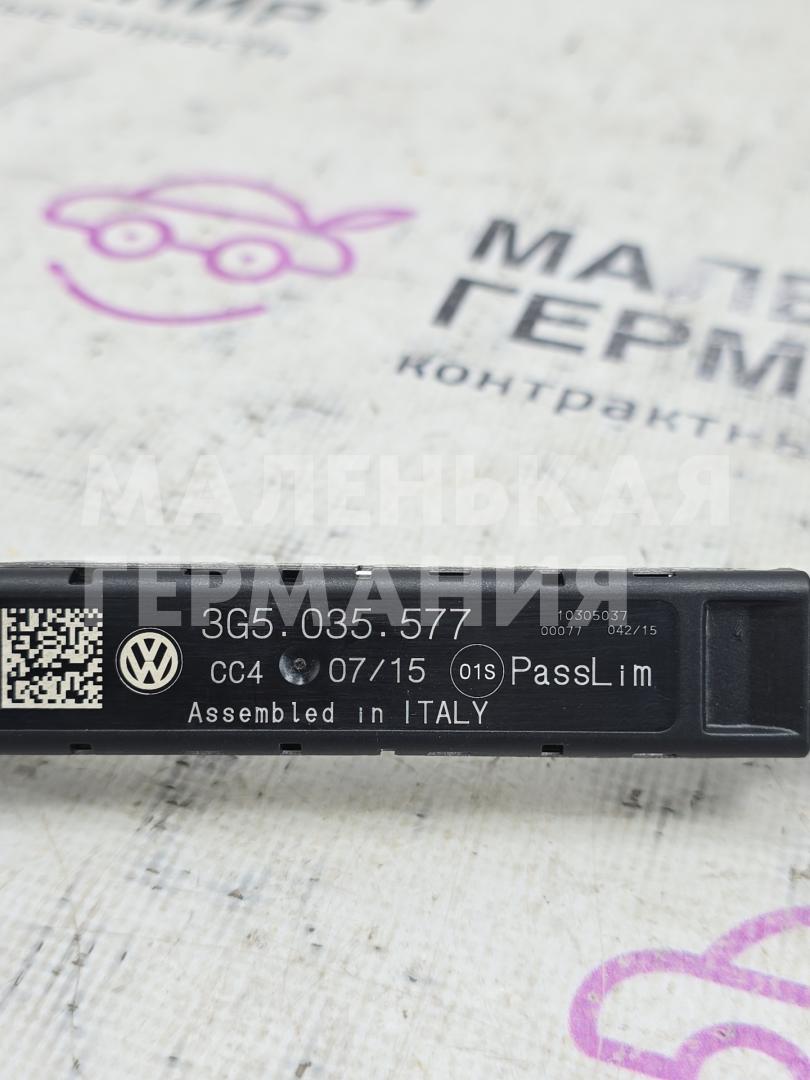 МАЛЕ
ГЕРМ
контрактн
МАЛЕНЬКАЯ
ГЕРМАНИЯ
3G5.035.577
10305037
00077 042/15
CC4 07/15 01S PassLim
Assembled in ITALY